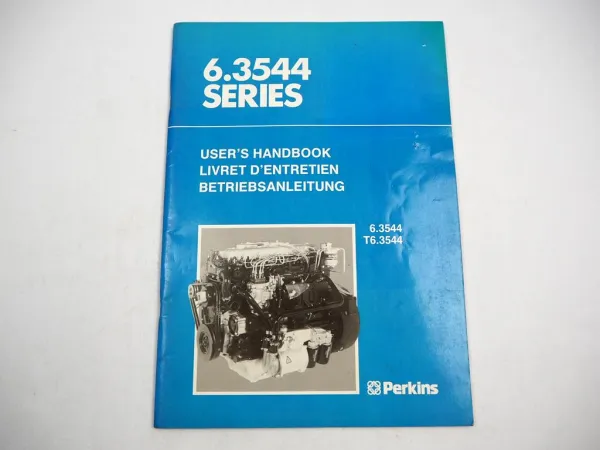 6.3544
SERIES
USER'S HANDBOOK
LIVRET D'ENTRETIEN
BETRIEBSANLEITUNG
6.3544
T6.3544
Perkins